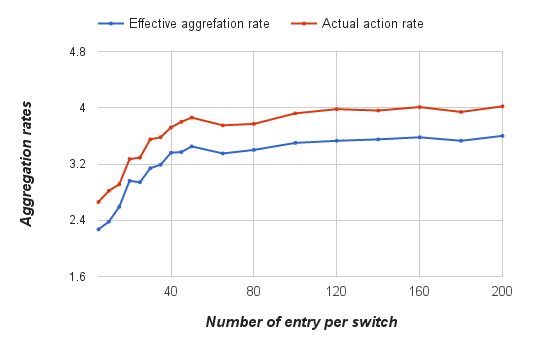 Effective aggrefation rate
Actual action rate
4.8
4
3.2
2.4
1.6
40
80
120
160
200
Aggregation rates
Number of entry per switch